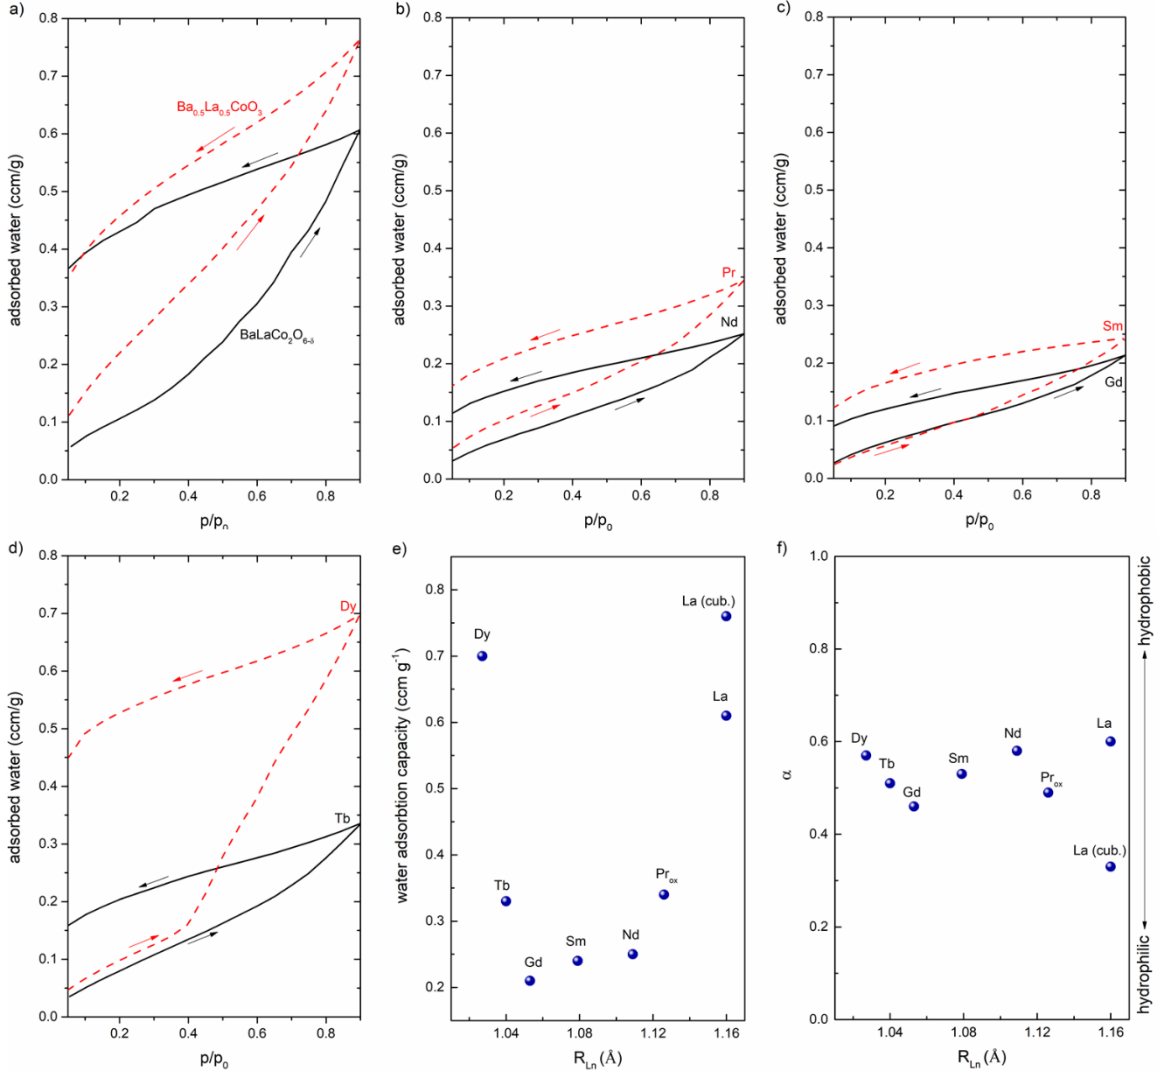 a)
0.8
0.7
0.6
0.5
0.4
0.3
0.2
0.1
0.0
adsorbed water (ccm/g)
Ba0.5La0.5CoO3
BaLaCo2O6-δ
0.2 0.4 0.6 0.8
p/p0
b)
0.8
0.7
0.6
0.5
0.4
0.3
0.2
0.1
0.0
adsorbed water (ccm/g)
Pr
Nd
0.2 0.4 0.6 0.8
p/p0
c)
0.8
0.7
0.6
0.5
0.4
0.3
0.2
0.1
0.0
adsorbed water (ccm/g)
Sm
Gd
0.2 0.4 0.6 0.8
p/p0
d)
0.8
0.7
0.6
0.5
0.4
0.3
0.2
0.1
0.0
adsorbed water (ccm/g)
Dy
Tb
0.2 0.4 0.6 0.8
p/p0
e)
0.8
0.7
0.6
0.5
0.4
0.3
0.2
water adsorbtion capacity (ccm g-1)
La (cub.)
Dy
La
Tb
Prox
Gd
Sm
Nd
1.04 1.08 1.12 1.16
RLn (Å)
f)
1.0
0.8
0.6
0.4
0.2
0.0
α
Dy
Tb
Gd
Sm
Nd
Prox
La
La (cub.)
1.04 1.08 1.12 1.16
RLn (Å)
hydrophobic
hydrophilic